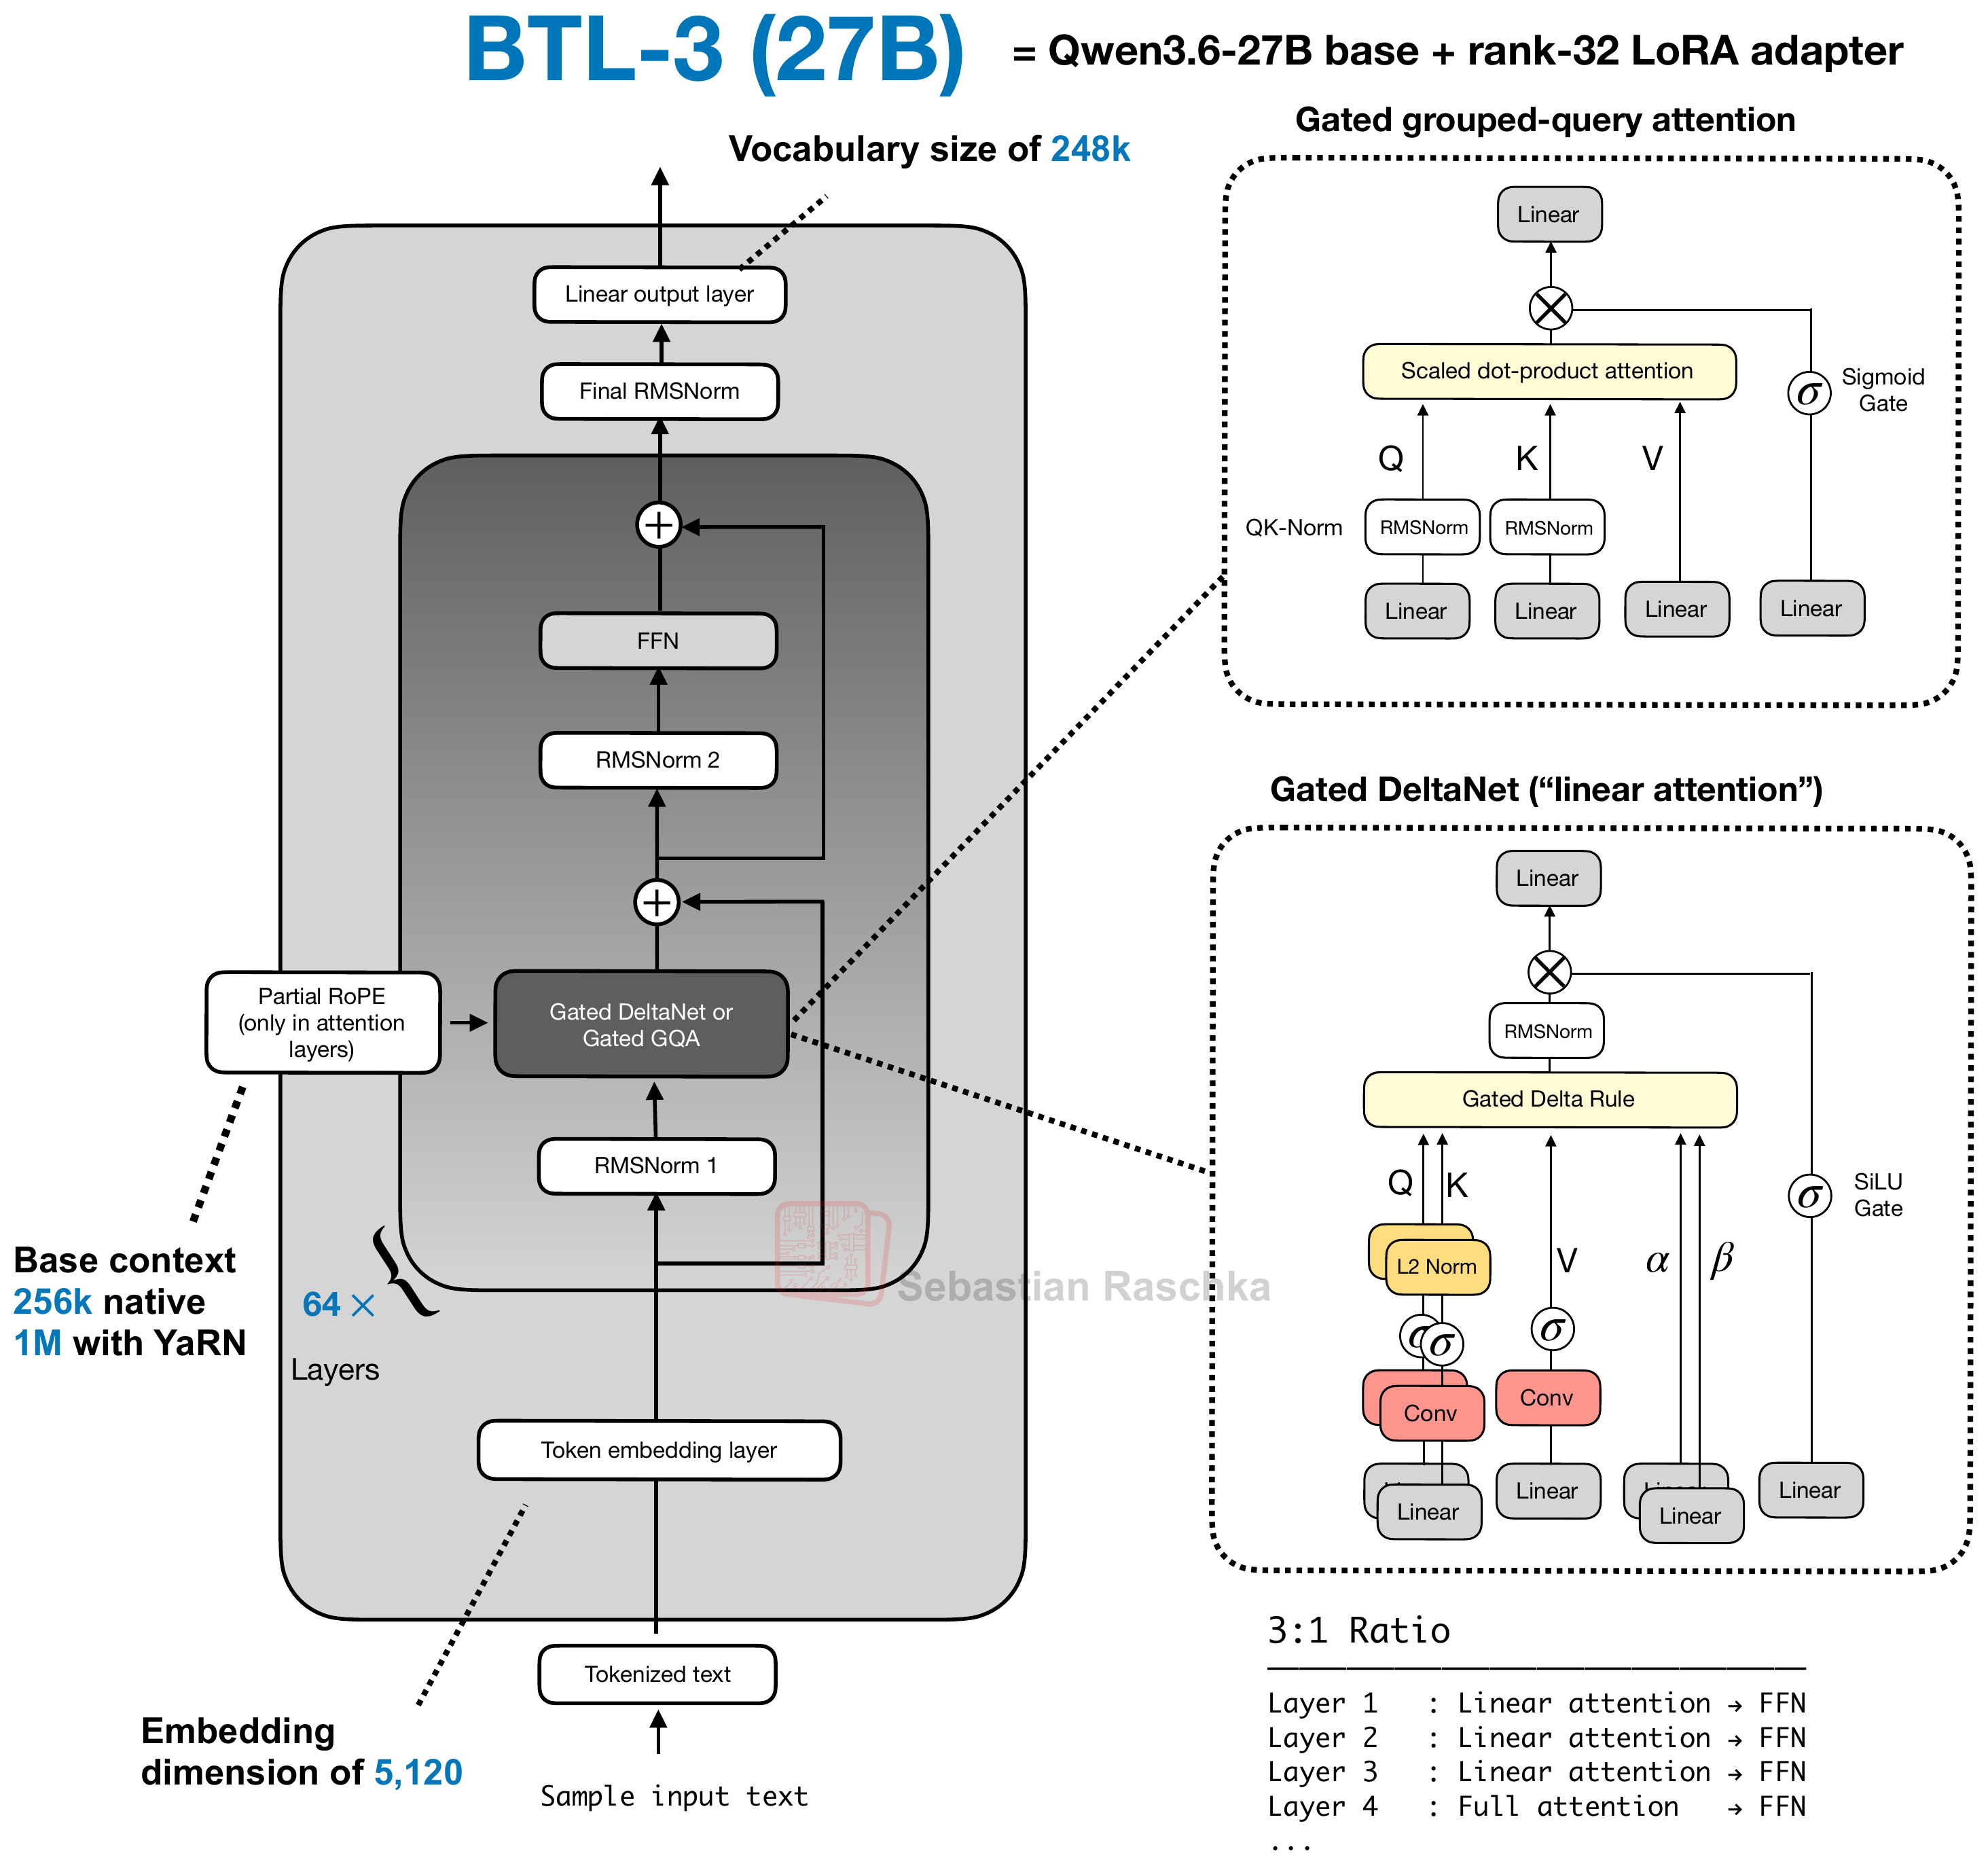 BTL-3 (27B)
= Qwen3.6-27B base + rank-32 LoRA adapter
Vocabulary size of 248k
Linear output layer
Final RMSNorm
FFN
RMSNorm 2
Gated DeltaNet or
Gated GQA
Partial RoPE
(only in attention
layers)
RMSNorm 1
Base context
256k native
1M with YaRN
64 ×
Layers
Token embedding layer
Tokenized text
Embedding
dimension of 5,120
Sample input text
Sebastian Raschka
Gated grouped-query attention
Linear
Scaled dot-product attention
σ
Sigmoid
Gate
Q
K
V
QK-Norm
RMSNorm
RMSNorm
Linear
Linear
Linear
Linear
Gated DeltaNet (“linear attention”)
Linear
RMSNorm
Gated Delta Rule
Q
K
σ
SiLU
Gate
L2 Norm
V
α
β
σ
σ
σ
Conv
Conv
Linear
Linear
Linear
Linear
Linear
Linear
3:1 Ratio
Layer 1 : Linear attention → FFN
Layer 2 : Linear attention → FFN
Layer 3 : Linear attention → FFN
Layer 4 : Full attention → FFN
...